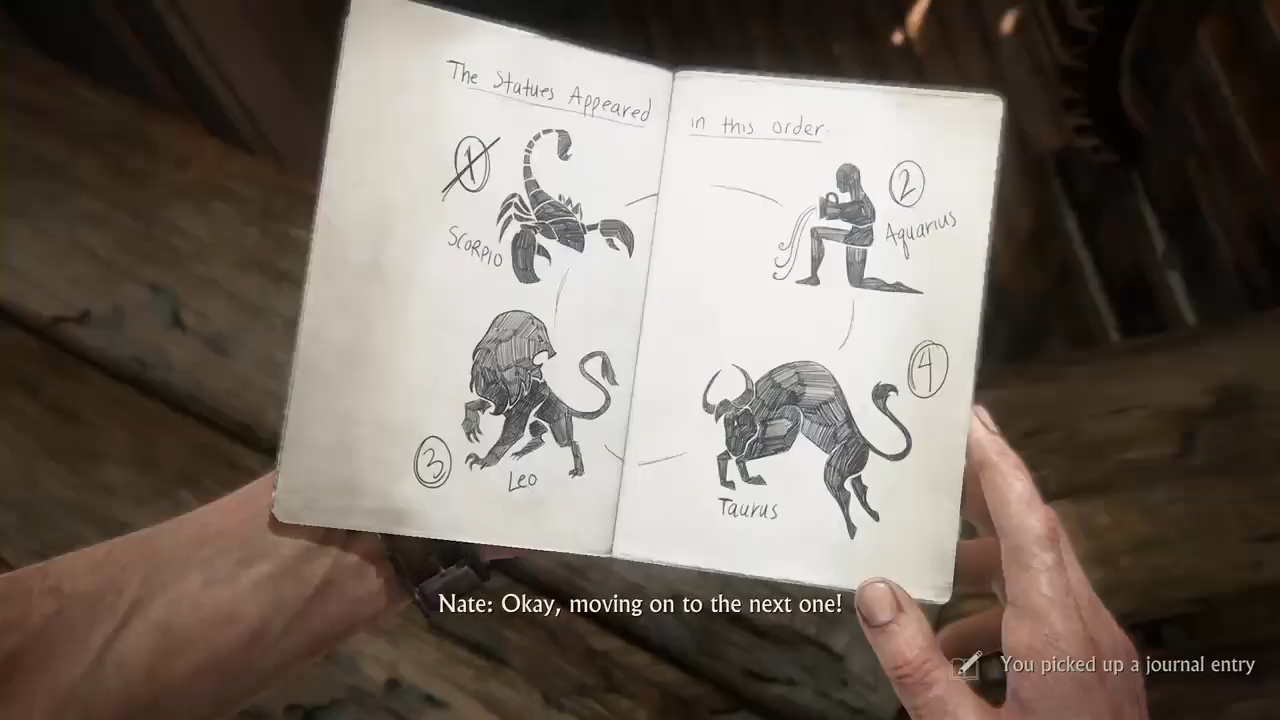 The Statues Appeared
in this order.
1
SCORPIO
2
Aquarius
3
Leo
4
Taurus
Nate: Okay, moving on to the next one!
You picked up a journal entry